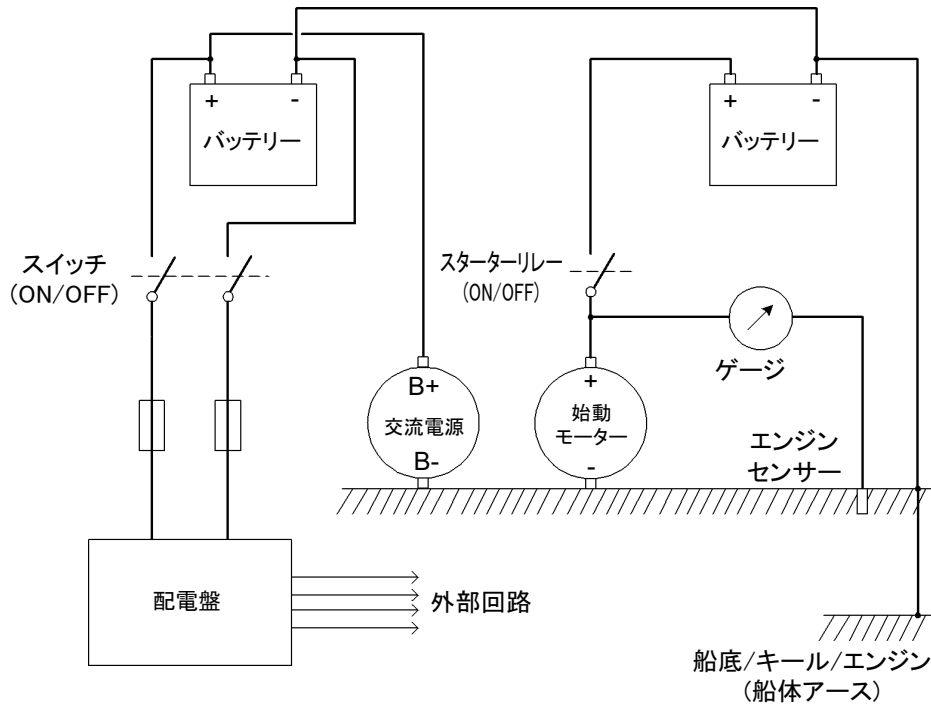 + -
バッテリー
+ -
バッテリー
スイッチ
(ON/OFF)
スターターリレー
(ON/OFF)
ゲージ
B+
交流電源
B-
+
始動
モーター
-
エンジン
センサー
配電盤
外部回路
船底/キール/エンジン
(船体アース)